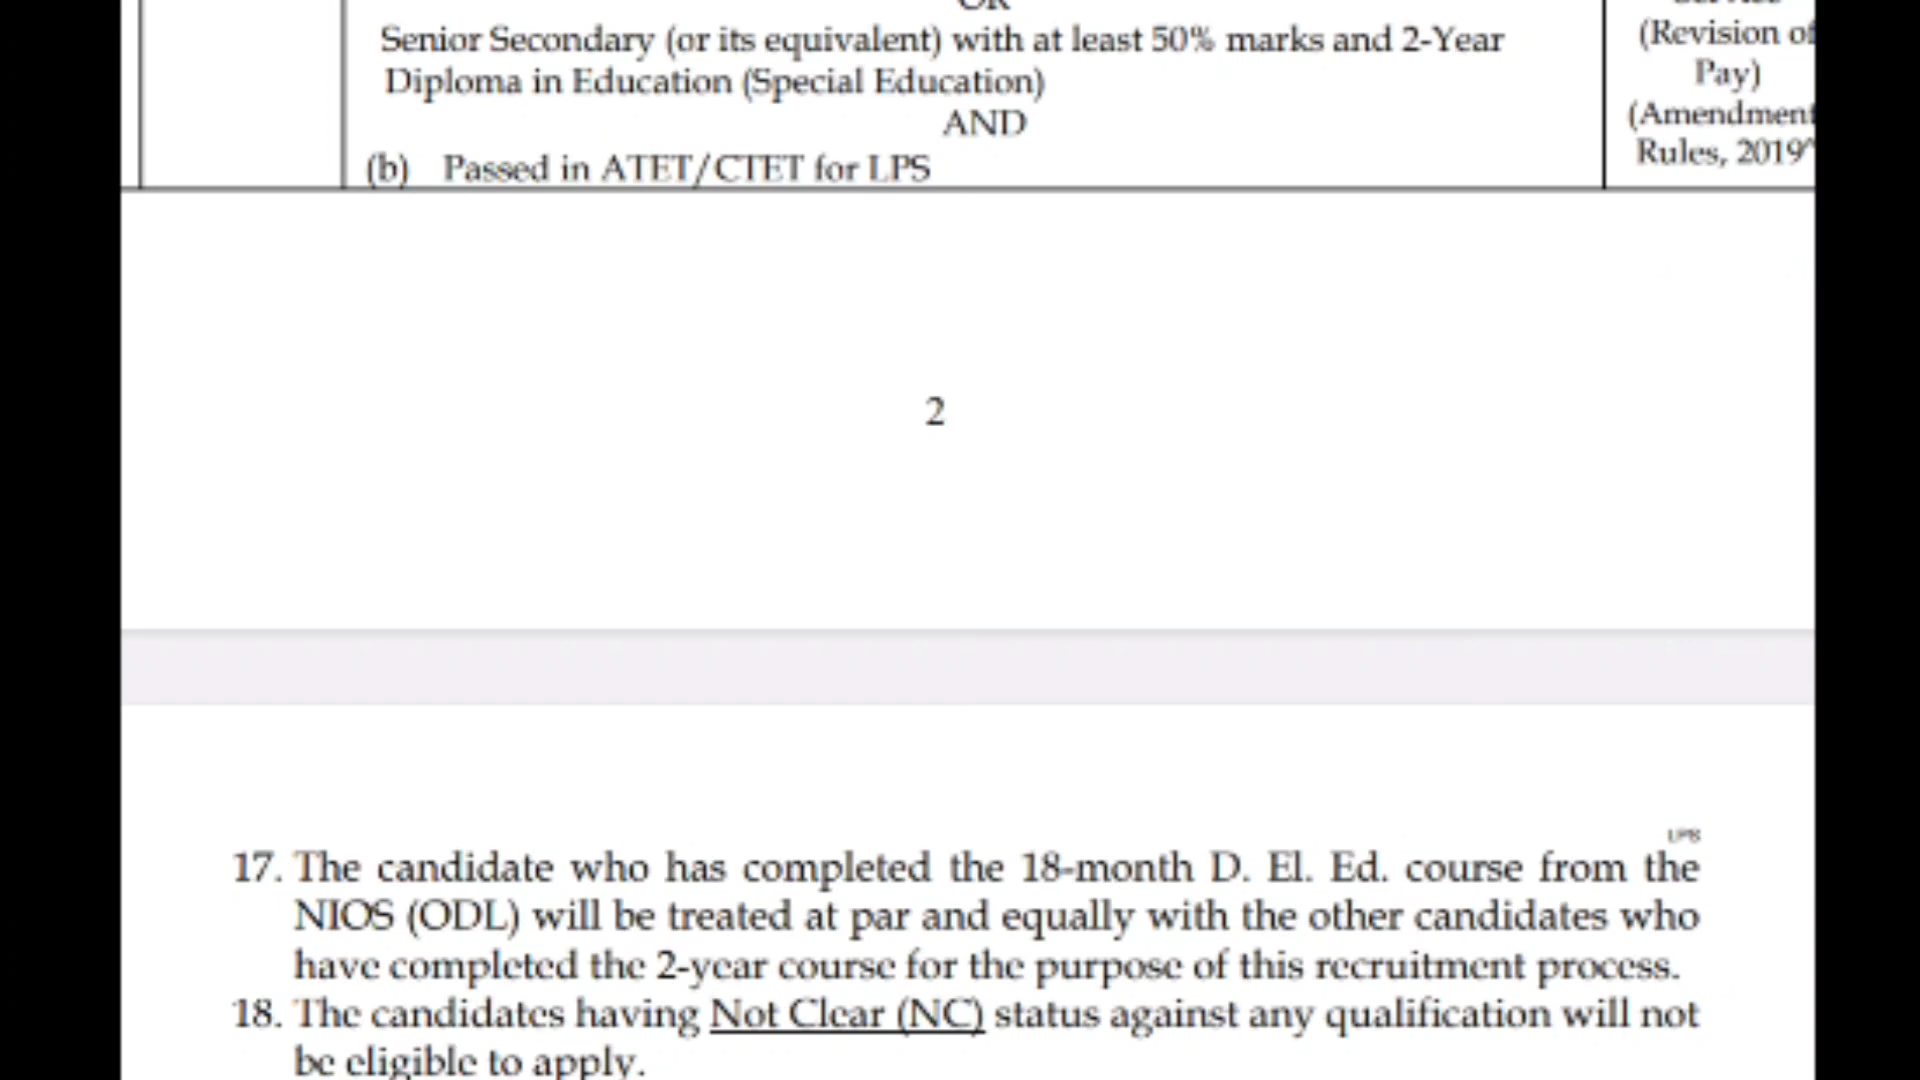 OR
Senior Secondary (or its equivalent) with at least 50% marks and 2-Year
Diploma in Education (Special Education)
AND
(b) Passed in ATET/CTET for LPS
(Revision of
Pay)
(Amendment
Rules, 2019
2
LPS
17. The candidate who has completed the 18-month D. El. Ed. course from the
NIOS (ODL) will be treated at par and equally with the other candidates who
have completed the 2-year course for the purpose of this recruitment process.
18. The candidates having Not Clear (NC) status against any qualification will not
be eligible to apply.